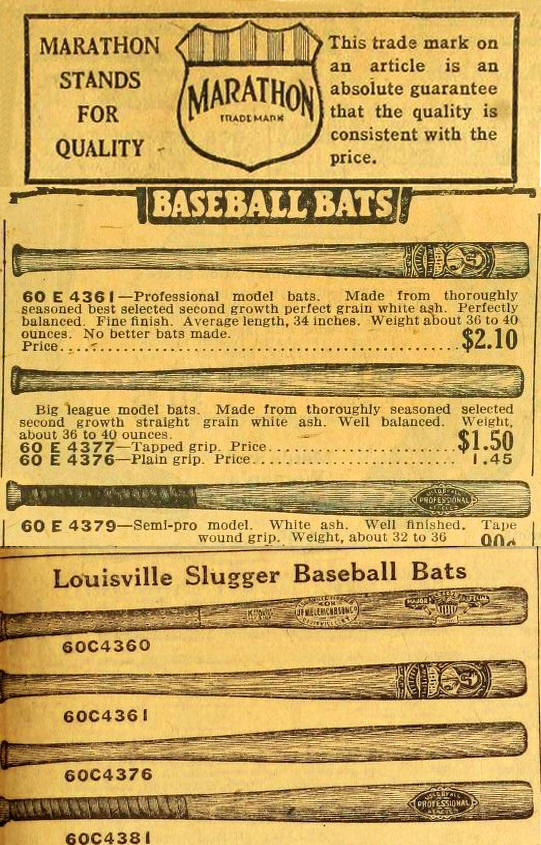 MARATHON
STANDS
FOR
QUALITY
MARATHON
TRADEMARK
This trade mark on
an article is an
absolute guarantee
that the quality is
consistent with the
price.
BASEBALL BATS
60 E 4361—Professional model bats. Made from thoroughly
seasoned best selected second growth perfect grain white ash. Perfectly
balanced. Fine finish. Average length, 34 inches. Weight about 36 to 40
ounces. No better bats made.
Price........................................ $2.10
Big league model bats. Made from thoroughly seasoned selected
second growth straight grain white ash. Well balanced. Weight,
about 36 to 40 ounces.
60 E 4377—Tapped grip. Price.................... $1.50
60 E 4376—Plain grip. Price...................... 1.45
PROFESSIONAL
60 E 4379—Semi-pro model. White ash. Well finished. Tape
wound grip. Weight, about 32 to 36
90¢
Louisville Slugger Baseball Bats
60C4360
60C4361
60C4376
PROFESSIONAL
60C4381